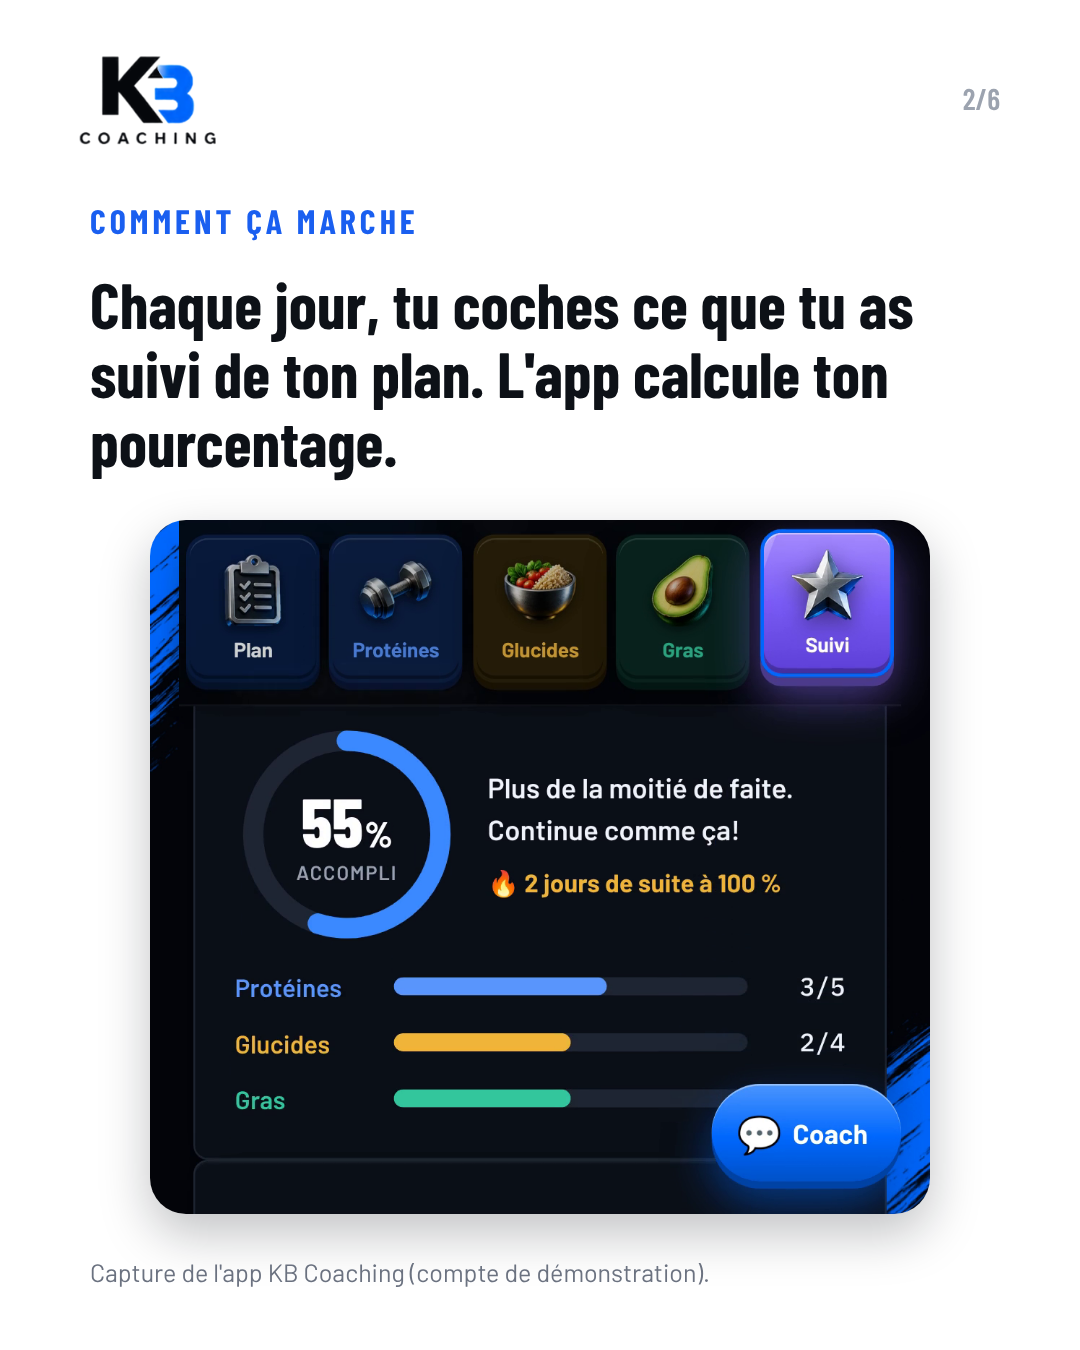 KB
COACHING
2/6
COMMENT ÇA MARCHE
Chaque jour, tu coches ce que tu as
suivi de ton plan. L'app calcule ton
pourcentage.
Plan
Protéines
Glucides
Gras
Suivi
55%
ACCOMPLI
Plus de la moitié de faite.
Continue comme ça!
🔥 2 jours de suite à 100 %
Protéines 3/5
Glucides 2/4
Gras
Coach
Capture de l'app KB Coaching (compte de démonstration).